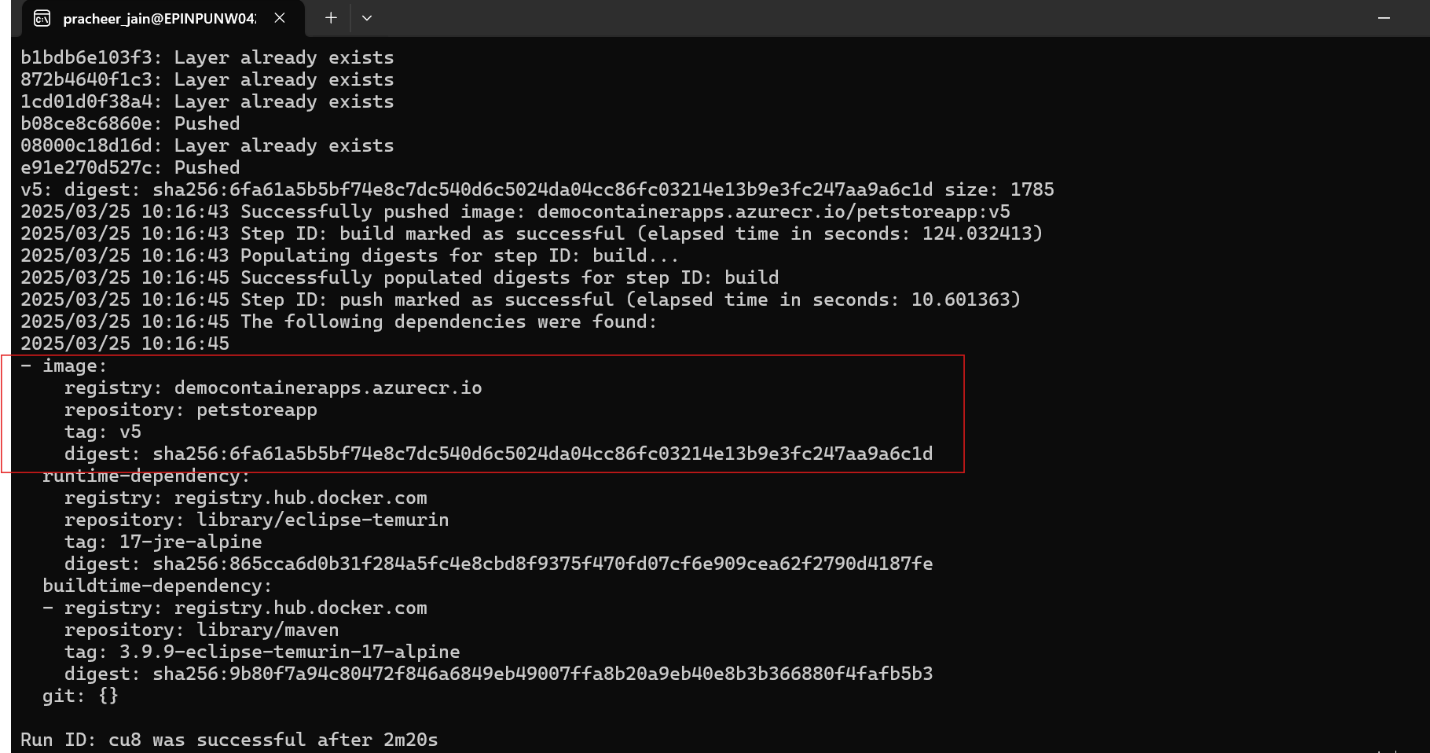 pracheer_jain@EPINPUNW04
b1bdb6e103f3: Layer already exists
872b4640f1c3: Layer already exists
1cd01d0f38a4: Layer already exists
b08ce8c6860e: Pushed
08000c18d16d: Layer already exists
e91e270d527c: Pushed
v5: digest: sha256:6fa61a5b5bf74e8c7dc540d6c5024da04cc86fc03214e13b9e3fc247aa9a6c1d size: 1785
2025/03/25 10:16:43 Successfully pushed image: democontainerapps.azurecr.io/petstoreapp:v5
2025/03/25 10:16:43 Step ID: build marked as successful (elapsed time in seconds: 124.032413)
2025/03/25 10:16:43 Populating digests for step ID: build...
2025/03/25 10:16:45 Successfully populated digests for step ID: build
2025/03/25 10:16:45 Step ID: push marked as successful (elapsed time in seconds: 10.601363)
2025/03/25 10:16:45 The following dependencies were found:
2025/03/25 10:16:45
- image:
    registry: democontainerapps.azurecr.io
    repository: petstoreapp
    tag: v5
    digest: sha256:6fa61a5b5bf74e8c7dc540d6c5024da04cc86fc03214e13b9e3fc247aa9a6c1d
  runtime-dependency:
    registry: registry.hub.docker.com
    repository: library/eclipse-temurin
    tag: 17-jre-alpine
    digest: sha256:865cca6d0b31f284a5fc4e8cbd8f9375f470fd07cf6e909cea62f2790d4187fe
  buildtime-dependency:
  - registry: registry.hub.docker.com
    repository: library/maven
    tag: 3.9.9-eclipse-temurin-17-alpine
    digest: sha256:9b80f7a94c80472f846a6849eb49007ffa8b20a9eb40e8b3b366880f4fafb5b3
  git: {}
Run ID: cu8 was successful after 2m20s